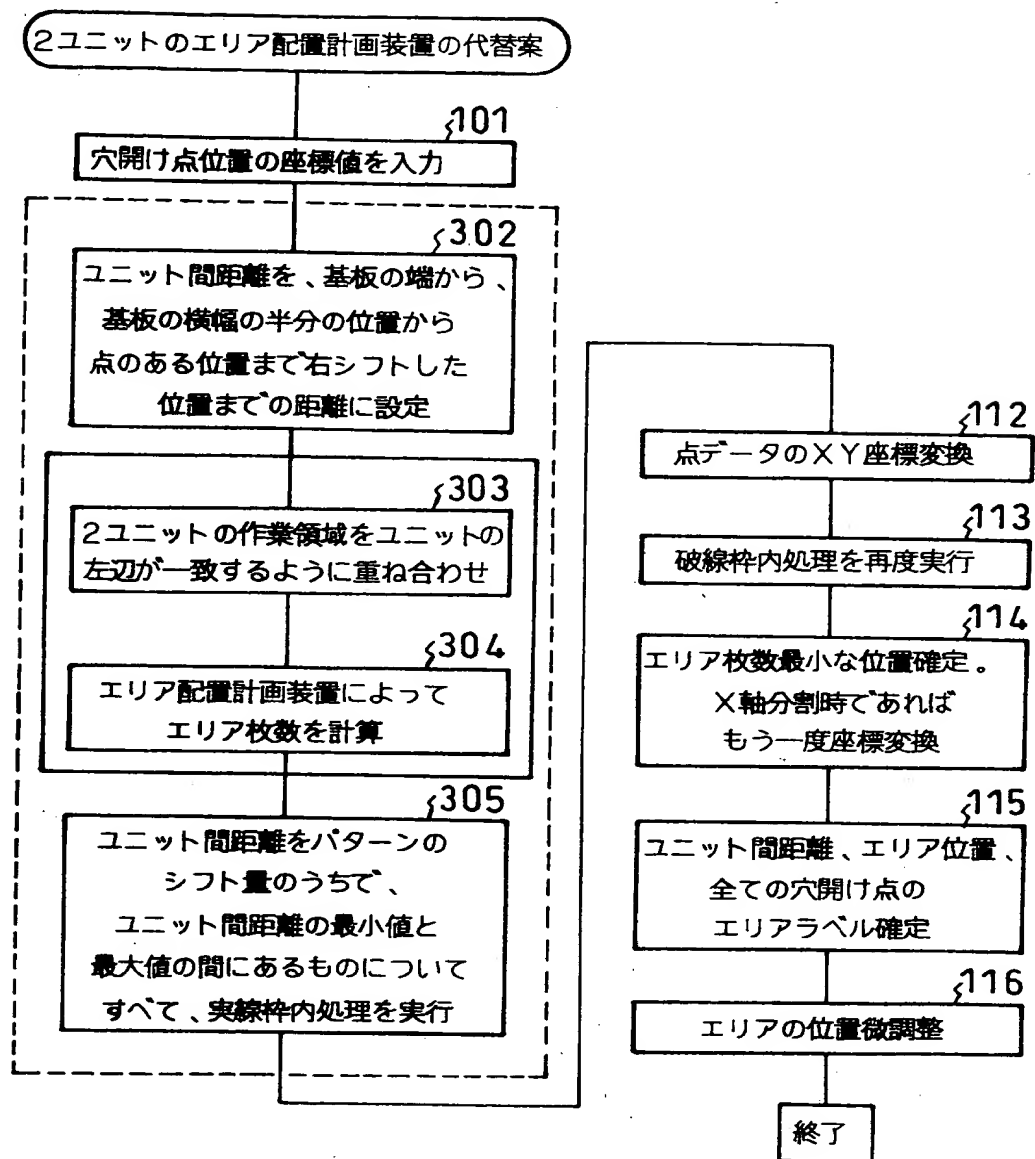 2ユニットのエリア配置計画装置の代替案
101
穴開け点位置の座標値を入力
302
ユニット間距離を、基板の端から、
基板の横幅の半分の位置から
点のある位置まで右シフトした
位置までの距離に設定
303
2ユニットの作業領域をユニットの
左辺が一致するように重ね合わせ
304
エリア配置計画装置によって
エリア枚数を計算
305
ユニット間距離をパターンの
シフト量のうちで、
ユニット間距離の最小値と
最大値の間にあるものについて
すべて、実線枠内処理を実行
112
点データのXY座標変換
113
破線枠内処理を再度実行
114
エリア枚数最小な位置確定。
X軸分割時であれば
もう一度座標変換
115
ユニット間距離、エリア位置、
全ての穴開け点の
エリアラベル確定
116
エリアの位置微調整
終了